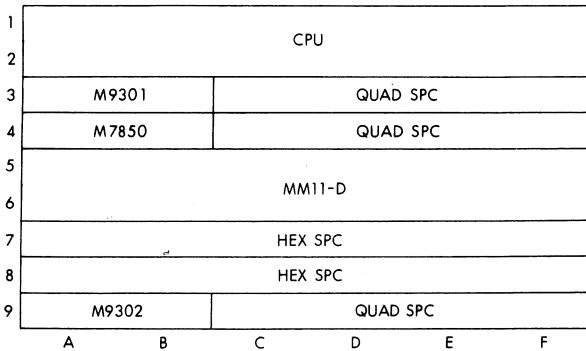 1
CPU
2
3 M9301 QUAD SPC
4 M7850 QUAD SPC
5
MM11-D
6
7 HEX SPC
8 HEX SPC
9 M9302 QUAD SPC
A B C D E F